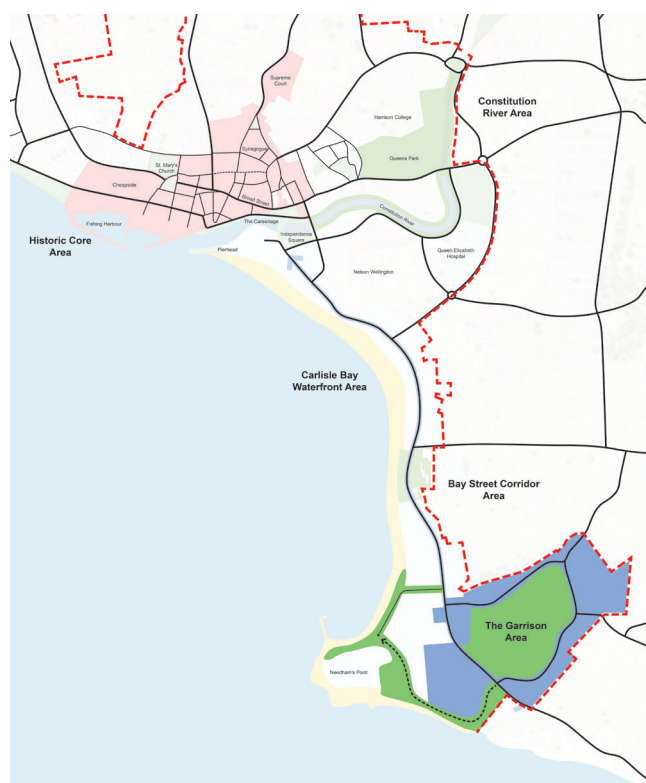 Supreme
Court
Constitution
River Area
Harrison College
Synagogue
St. Mary's
Church
Queens Park
Cheapside
Broad Street
Constitution River
Fishing Harbour
The Careenage
Independence
Square
Historic Core
Area
Pierhead
Queen Elizabeth
Hospital
Nelson Wellington
Carlisle Bay
Waterfront Area
Bay Street Corridor
Area
The Garrison
Area
Needham's Point